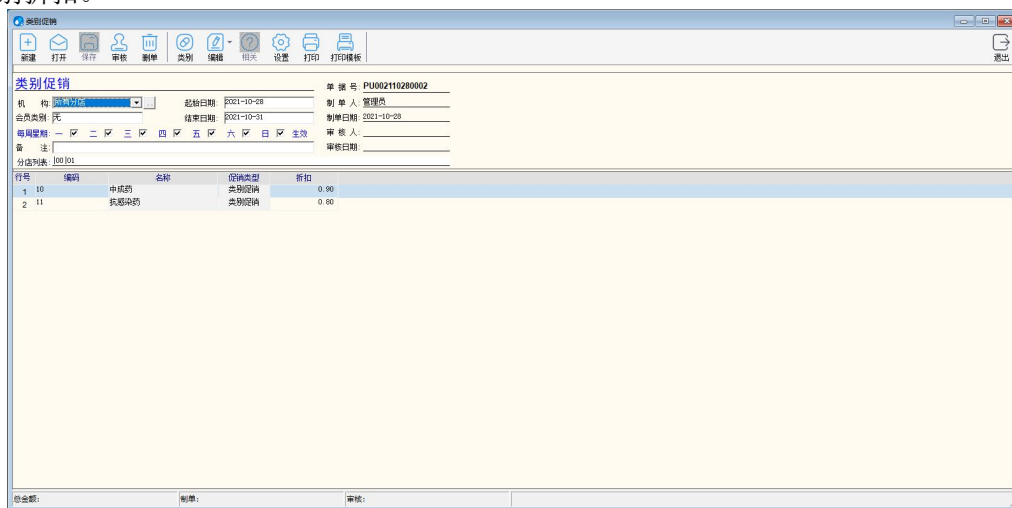 类别促销
新建 打开 保存 审核 删单 类别 编辑 相关 设置 打印 打印模板 退出
类别促销
单 据 号: PU002110280002
机 构: 所有分店 起始日期: 2021-10-28 制 单 人: 管理员
会员类别: 无 结束日期: 2021-10-31 制单日期: 2021-10-28
每周星期: 一 二 三 四 五 六 日 生效 审 核 人:
备 注: 审核日期:
分店列表: |00|01
行号 编码 名称 促销类型 折扣
1 10 中成药 类别促销 0.90
2 11 抗感染药 类别促销 0.80
总金额: 制单: 审核: